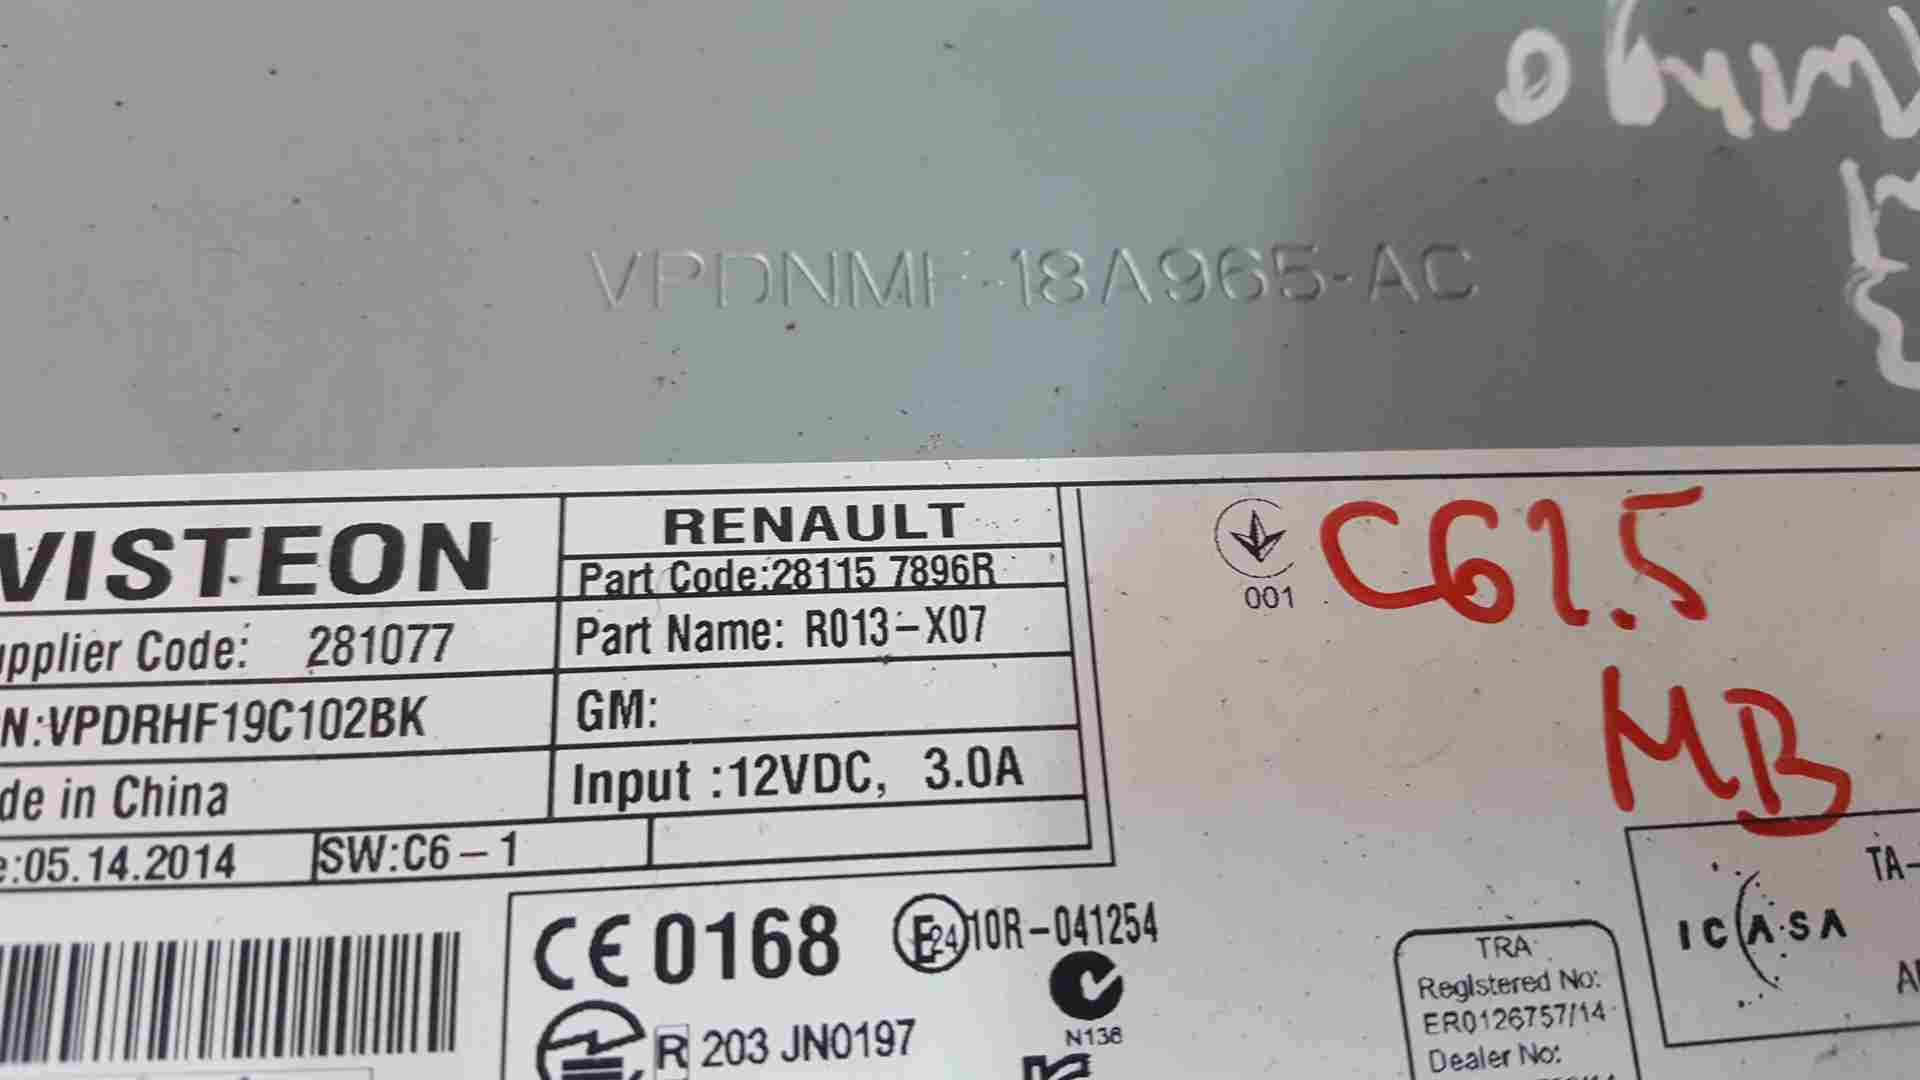 VPDNMF-18A965-AC
VISTEON
RENAULT
Part Code:28115 7896R
upplier Code: 281077
Part Name: R013-X07
N:VPDRHF19C102BK
GM:
de in China
Input :12VDC, 3.0A
e:05.14.2014
SW:C6-1
001
C61.5
MB
CE 0168
E24
10R-041254
N136
R 203 JN0197
TRA
Registered No:
ER0126757/14
Dealer No:
ICASA
TA-